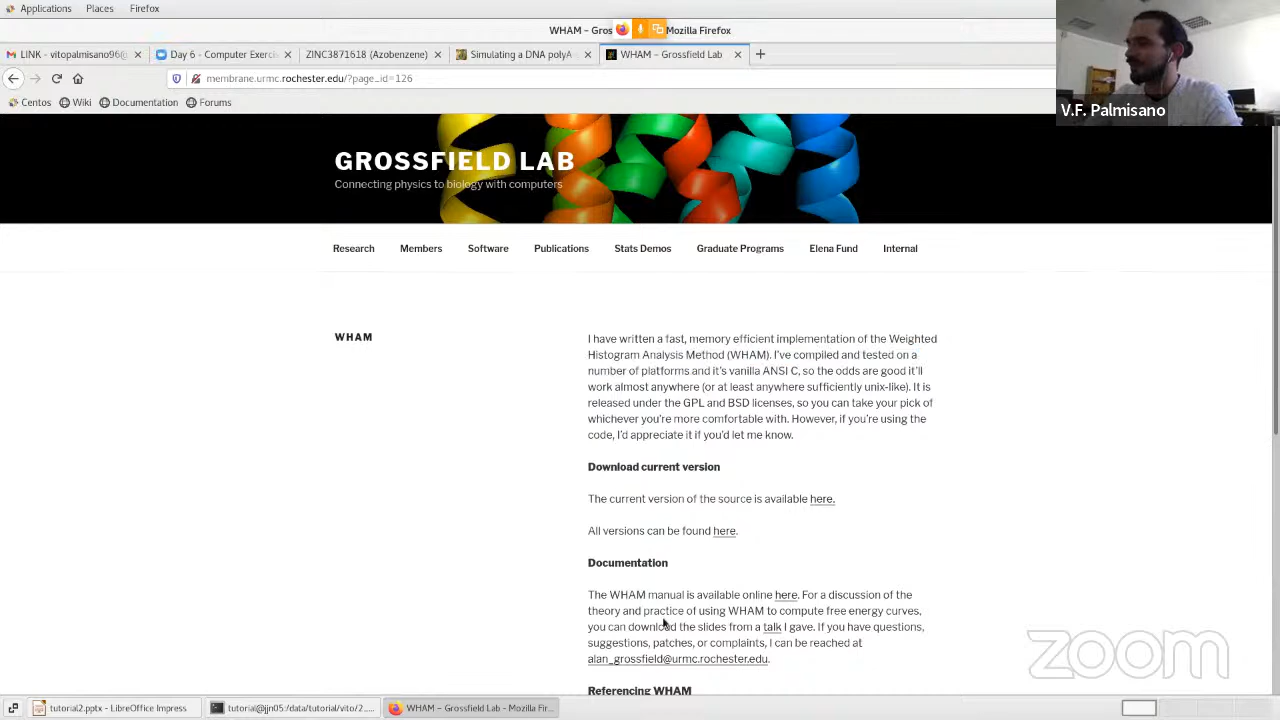 Applications Places Firefox
WHAM – Gros Mozilla Firefox
LINK - vitopalmisano96@
Day 6 - Computer Exerci
ZINC3871618 (Azobenzene)
Simulating a DNA polyA-
WHAM – Grossfield Lab
membrane.urmc.rochester.edu/?page_id=126
Centos Wiki Documentation Forums
V.F. Palmisano
GROSSFIELD LAB
Connecting physics to biology with computers
Research Members Software Publications Stats Demos Graduate Programs Elena Fund Internal
WHAM
I have written a fast, memory efficient implementation of the Weighted
Histogram Analysis Method (WHAM). I've compiled and tested on a
number of platforms and it's vanilla ANSI C, so the odds are good it'll
work almost anywhere (or at least anywhere sufficiently unix-like). It is
released under the GPL and BSD licenses, so you can take your pick of
whichever you're more comfortable with. However, if you're using the
code, I'd appreciate it if you'd let me know.
Download current version
The current version of the source is available here.
All versions can be found here.
Documentation
The WHAM manual is available online here. For a discussion of the
theory and practice of using WHAM to compute free energy curves,
you can download the slides from a talk I gave. If you have questions,
suggestions, patches, or complaints, I can be reached at
alan_grossfield@urmc.rochester.edu.
Referencing WHAM
zoom
tutorial2.pptx - LibreOffice Impress
tutorial@jjn05:/data/tutorial/vito/2....
WHAM – Grossfield Lab - Mozilla Fir...